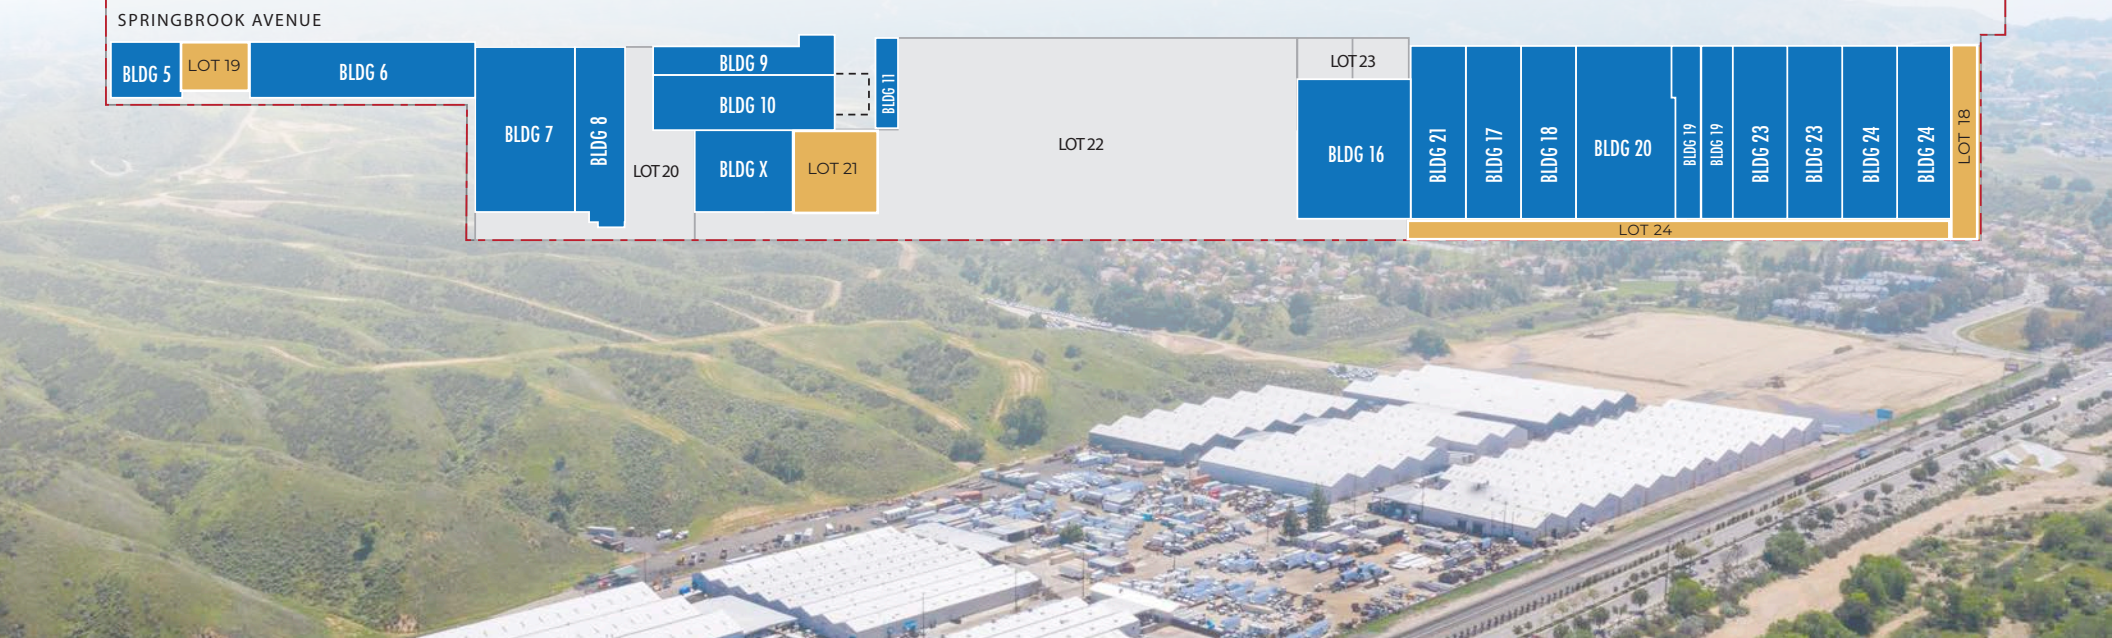 SPRINGBROOK AVENUE
BLDG 5
LOT 19
BLDG 6
BLDG 7
BLDG 8
LOT 20
BLDG 9
BLDG 10
BLDG X
LOT 21
BLDG 11
LOT 22
LOT 23
BLDG 16
BLDG 21
BLDG 17
BLDG 18
BLDG 20
BLDG 19
BLDG 19
BLDG 23
BLDG 23
BLDG 24
BLDG 24
LOT 18
LOT 24